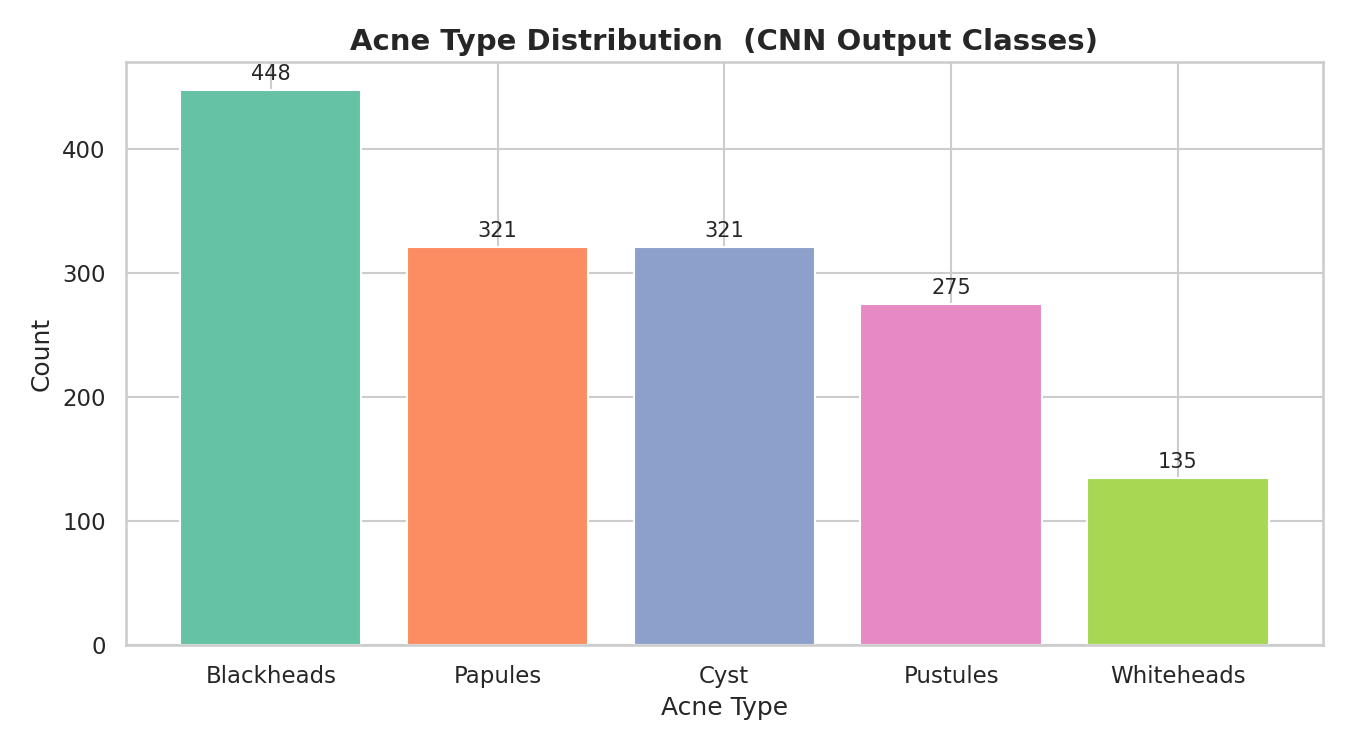 Acne Type Distribution  (CNN Output Classes)
448
321
321
275
135
400
300
200
100
0
Count
Blackheads
Papules
Cyst
Pustules
Whiteheads
Acne Type